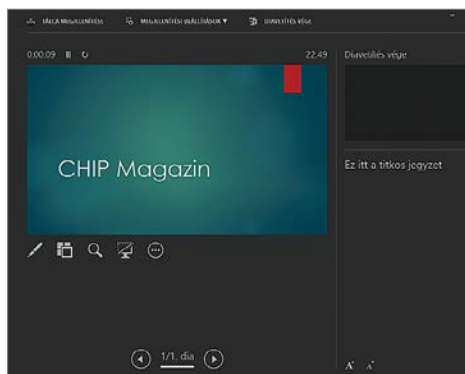 TÁLCA MEGJELENÍTÉSE MEGJELENÍTÉSI BEÁLLÍTÁSOK ▼ DIAVETÍTÉS VÉGE
0:00:09 22:49 Diavetítés vége
CHIP Magazin
Ez itt a titkos jegyzet
1/1. dia
A A